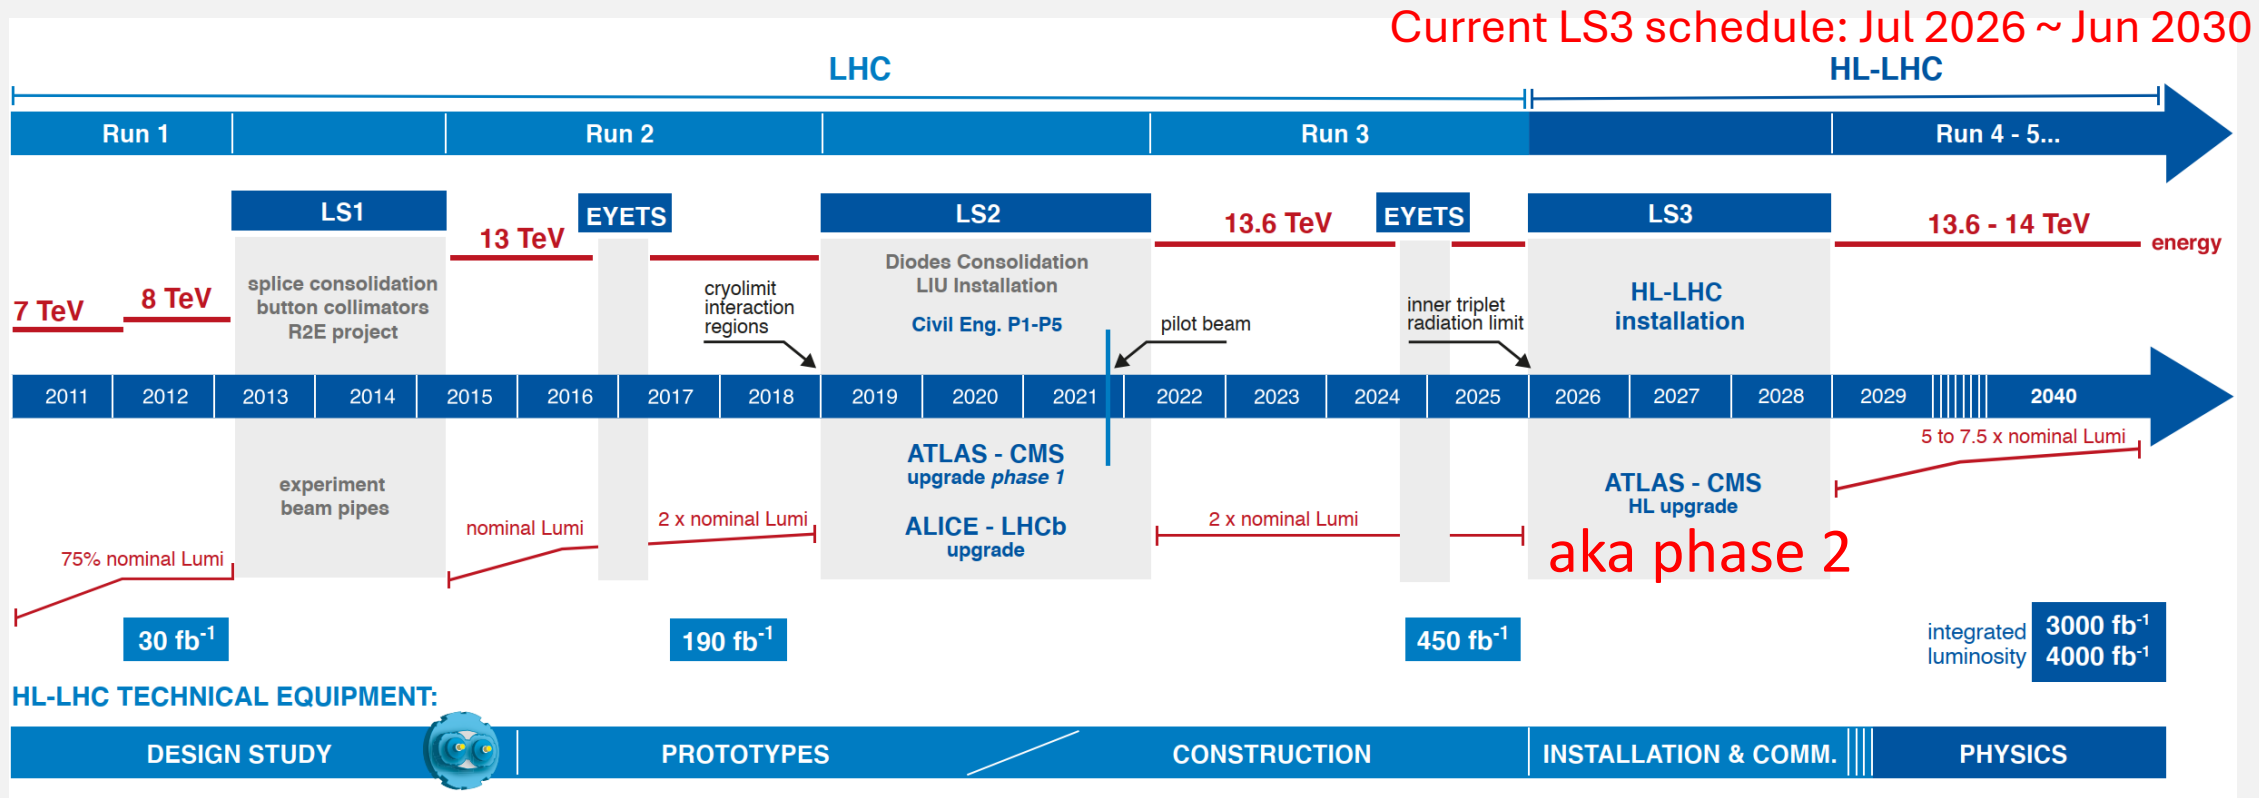 Current LS3 schedule: Jul 2026 ~ Jun 2030
LHC
HL-LHC
Run 1
Run 2
Run 3
Run 4 - 5...
LS1
EYETS
LS2
EYETS
LS3
13 TeV
13.6 TeV
13.6 - 14 TeV
energy
7 TeV
8 TeV
splice consolidation
button collimators
R2E project
cryolimit
interaction
regions
Diodes Consolidation
LIU Installation
Civil Eng. P1-P5
pilot beam
inner triplet
radiation limit
HL-LHC
installation
2011
2012
2013
2014
2015
2016
2017
2018
2019
2020
2021
2022
2023
2024
2025
2026
2027
2028
2029
2040
5 to 7.5 x nominal Lumi
experiment
beam pipes
ATLAS - CMS
upgrade phase 1
ALICE - LHCb
upgrade
ATLAS - CMS
HL upgrade
aka phase 2
75% nominal Lumi
nominal Lumi
2 x nominal Lumi
2 x nominal Lumi
30 fb-1
190 fb-1
450 fb-1
integrated
luminosity
3000 fb-1
4000 fb-1
HL-LHC TECHNICAL EQUIPMENT:
DESIGN STUDY
PROTOTYPES
CONSTRUCTION
INSTALLATION & COMM.
PHYSICS